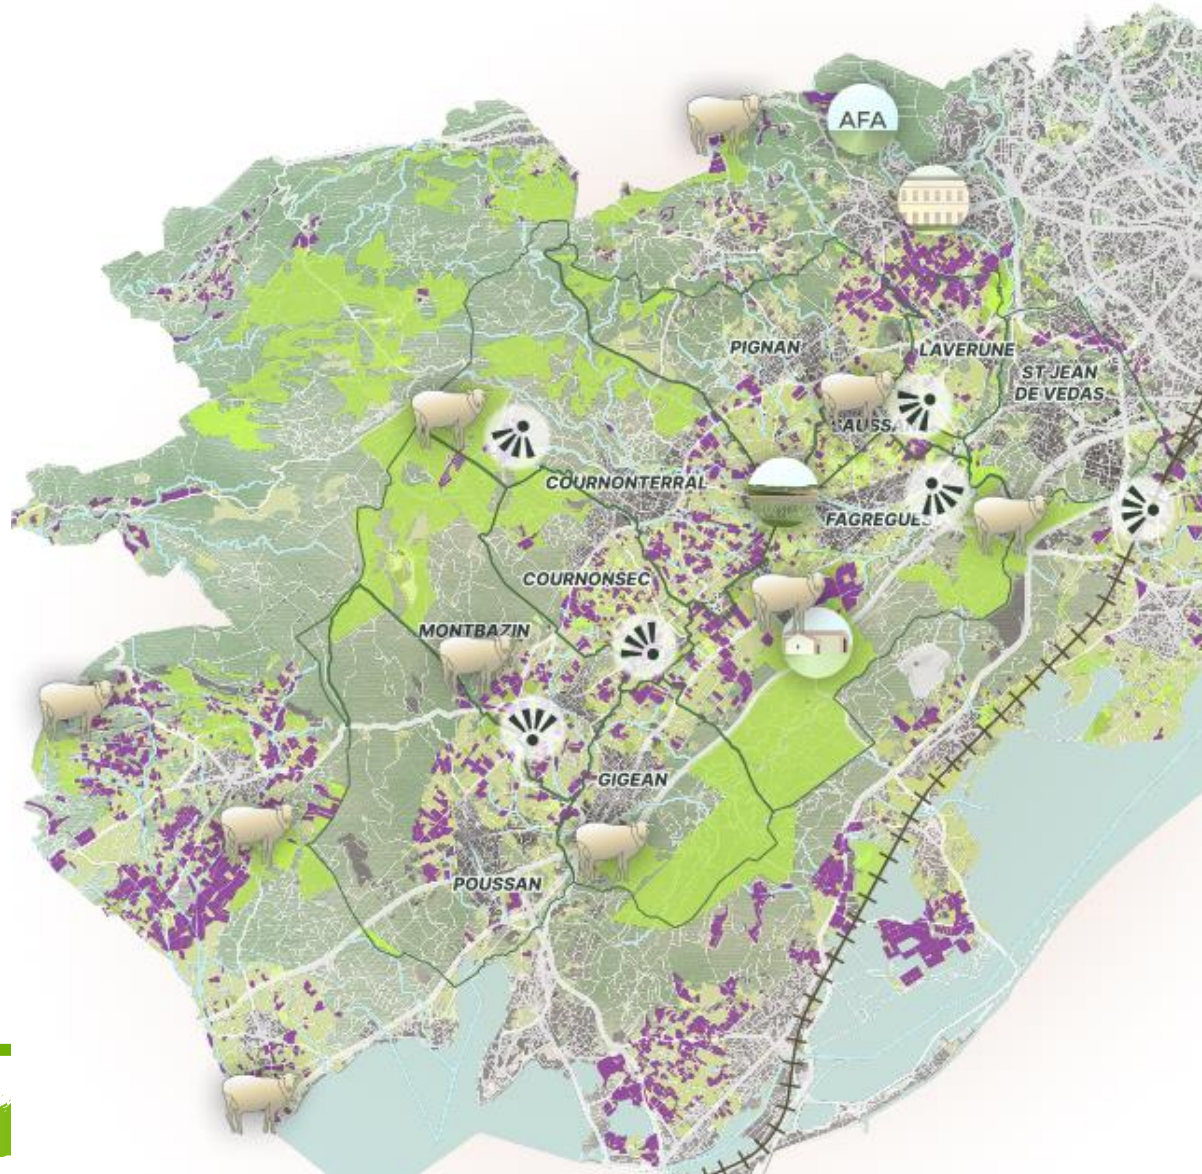 AFA
PIGNAN
LAVERUNE
ST JEAN
DE VEDAS
COURNONTERRAL
FAGREGUES
COURNONSEC
MONTBAZIN
GIGEAN
POUSSAN